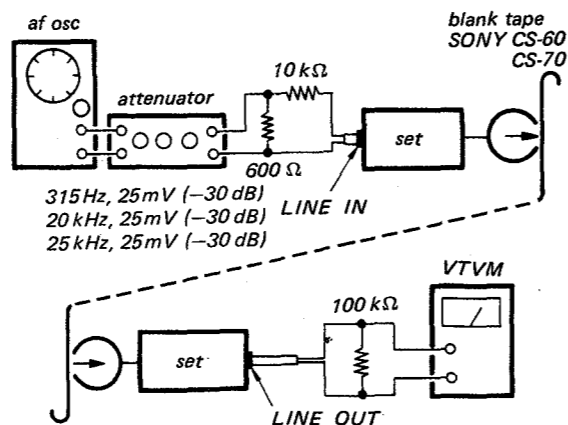 af osc
attenuator
10 kΩ
600 Ω
set
LINE IN
blank tape
SONY CS-60
CS-70
315 Hz, 25 mV (−30 dB)
20 kHz, 25 mV (−30 dB)
25 kHz, 25 mV (−30 dB)
set
LINE OUT
100 kΩ
VTVM